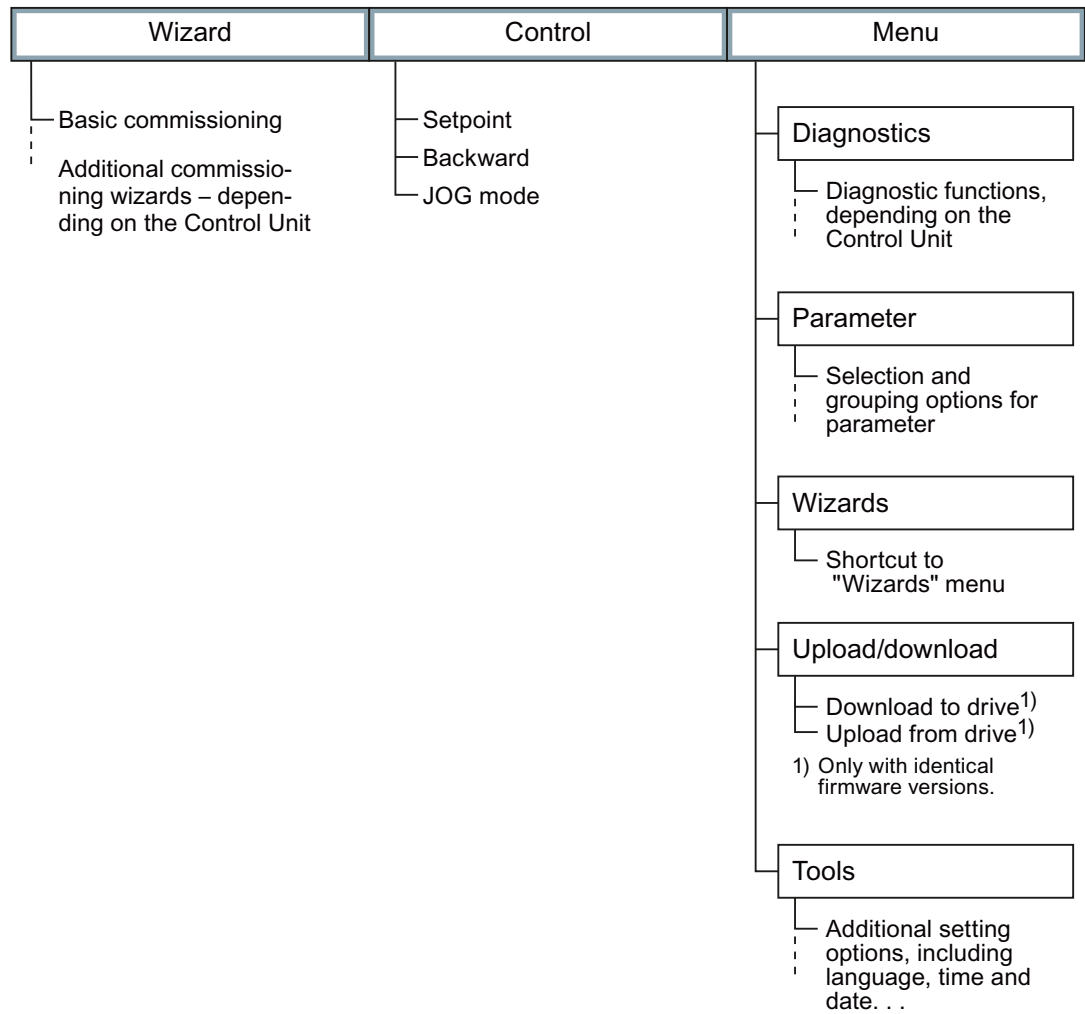 Wizard
Control
Menu
Basic commissioning
Additional commissio-
ning wizards – depen-
ding on the Control Unit
Setpoint
Backward
JOG mode
Diagnostics
Diagnostic functions,
depending on the
Control Unit
Parameter
Selection and
grouping options for
parameter
Wizards
Shortcut to
"Wizards" menu
Upload/download
Download to drive1)
Upload from drive1)
1) Only with identical
firmware versions.
Tools
Additional setting
options, including
language, time and
date. . .